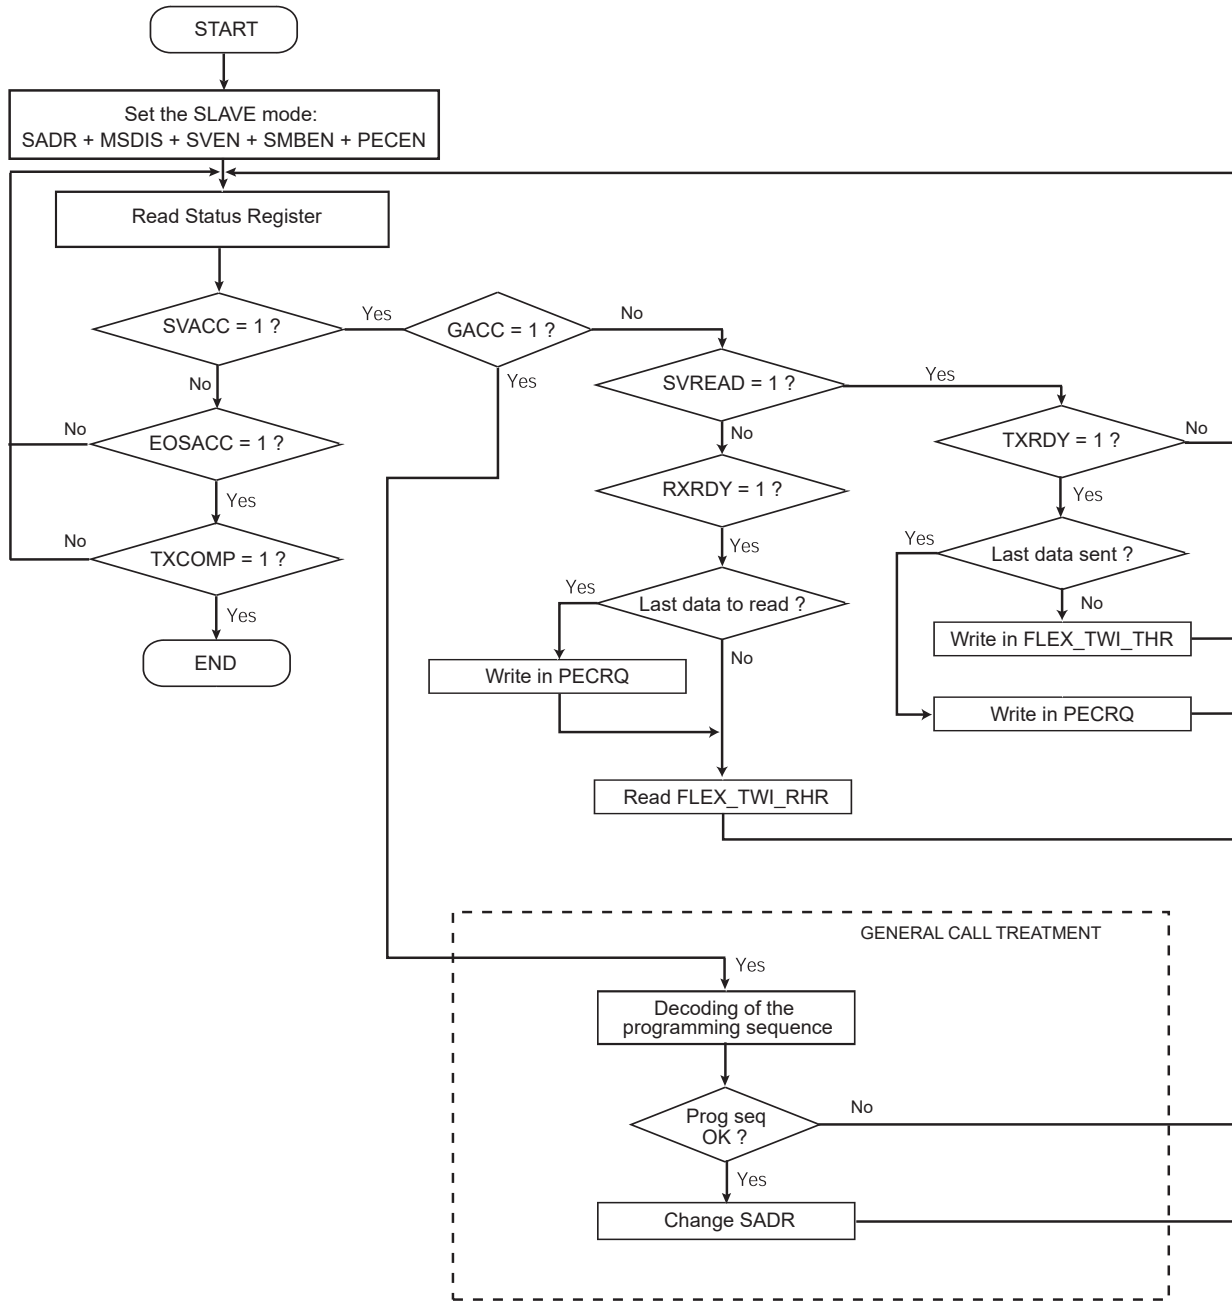 START
Set the SLAVE mode:
SADR + MSDIS + SVEN + SMBEN + PECEN
Read Status Register
SVACC = 1 ?
Yes
GACC = 1 ?
No
SVREAD = 1 ?
Yes
No
Yes
EOSACC = 1 ?
No
No
TXRDY = 1 ?
No
RXRDY = 1 ?
Yes
Yes
TXCOMP = 1 ?
No
Yes
Yes
Last data sent ?
Yes
Last data to read ?
No
Write in FLEX_TWI_THR
Yes
END
No
Write in PECRQ
Write in PECRQ
Read FLEX_TWI_RHR
GENERAL CALL TREATMENT
Yes
Decoding of the
programming sequence
Prog seq
OK ?
No
Yes
Change SADR